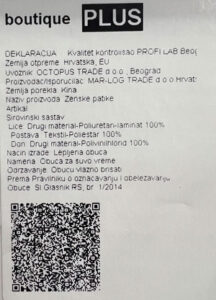 boutique PLUS
DEKLARACIJA Kvalitet kontrolisao PROFI LAB Beog
Zemlja otpreme: Hrvatska, EU
Uvoznik: OCTOPUS TRADE d.o.o., Beograd
Proizvođač/Isporučilac: MAR-LOG TRADE d.o.o Hrvat
Zemlja porekla: Kina
Naziv proizvoda: Ženske patike
Artikal:
Sirovinski sastav:
Lice: Drugi materijal-Poliuretan-laminat 100%
Postava: Tekstil-Poliestar 100%
Đon: Drugi materijal-Polivinilhlorid 100%
Način izrade: Lepljena obuća
Namena: Obuća za suvo vreme
Održavanje: Obuću vlažno brisati
Prema Pravilniku o označavanju i obeležavanju
Obuće Sl Glasnik RS, br. 1/2014